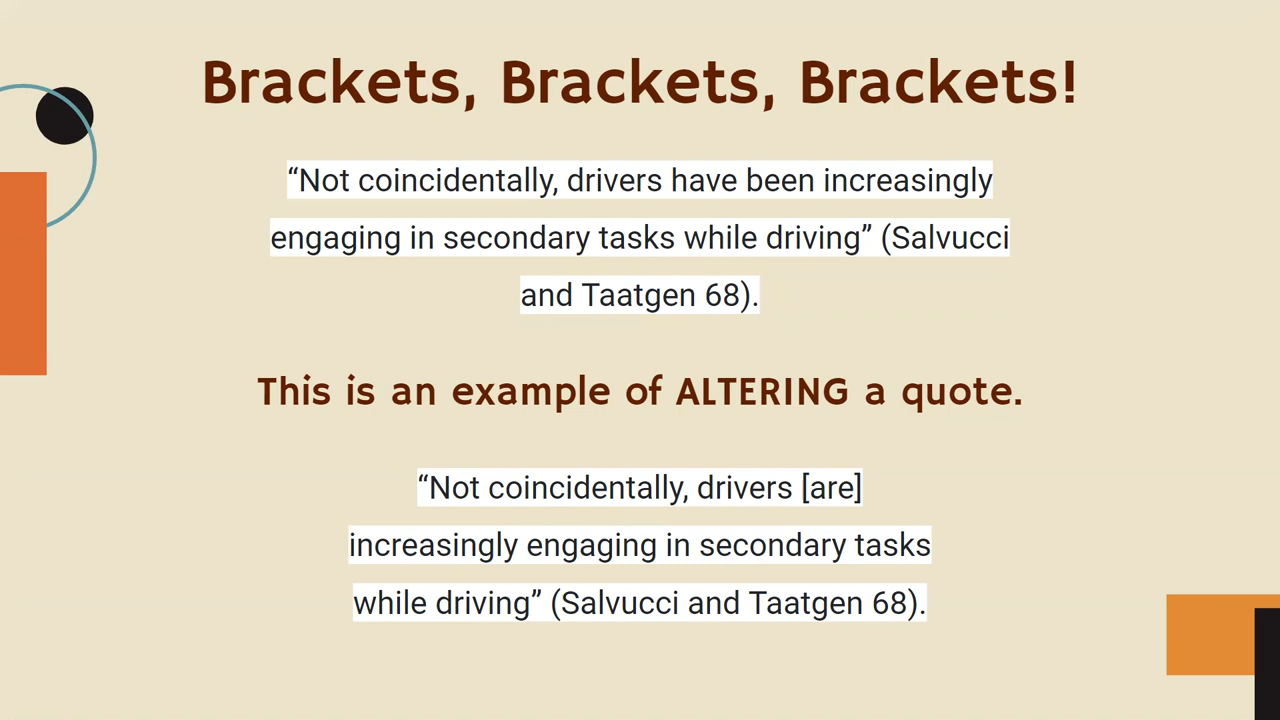 Brackets, Brackets, Brackets!
“Not coincidentally, drivers have been increasingly
engaging in secondary tasks while driving” (Salvucci
and Taatgen 68).
This is an example of ALTERING a quote.
“Not coincidentally, drivers [are]
increasingly engaging in secondary tasks
while driving” (Salvucci and Taatgen 68).